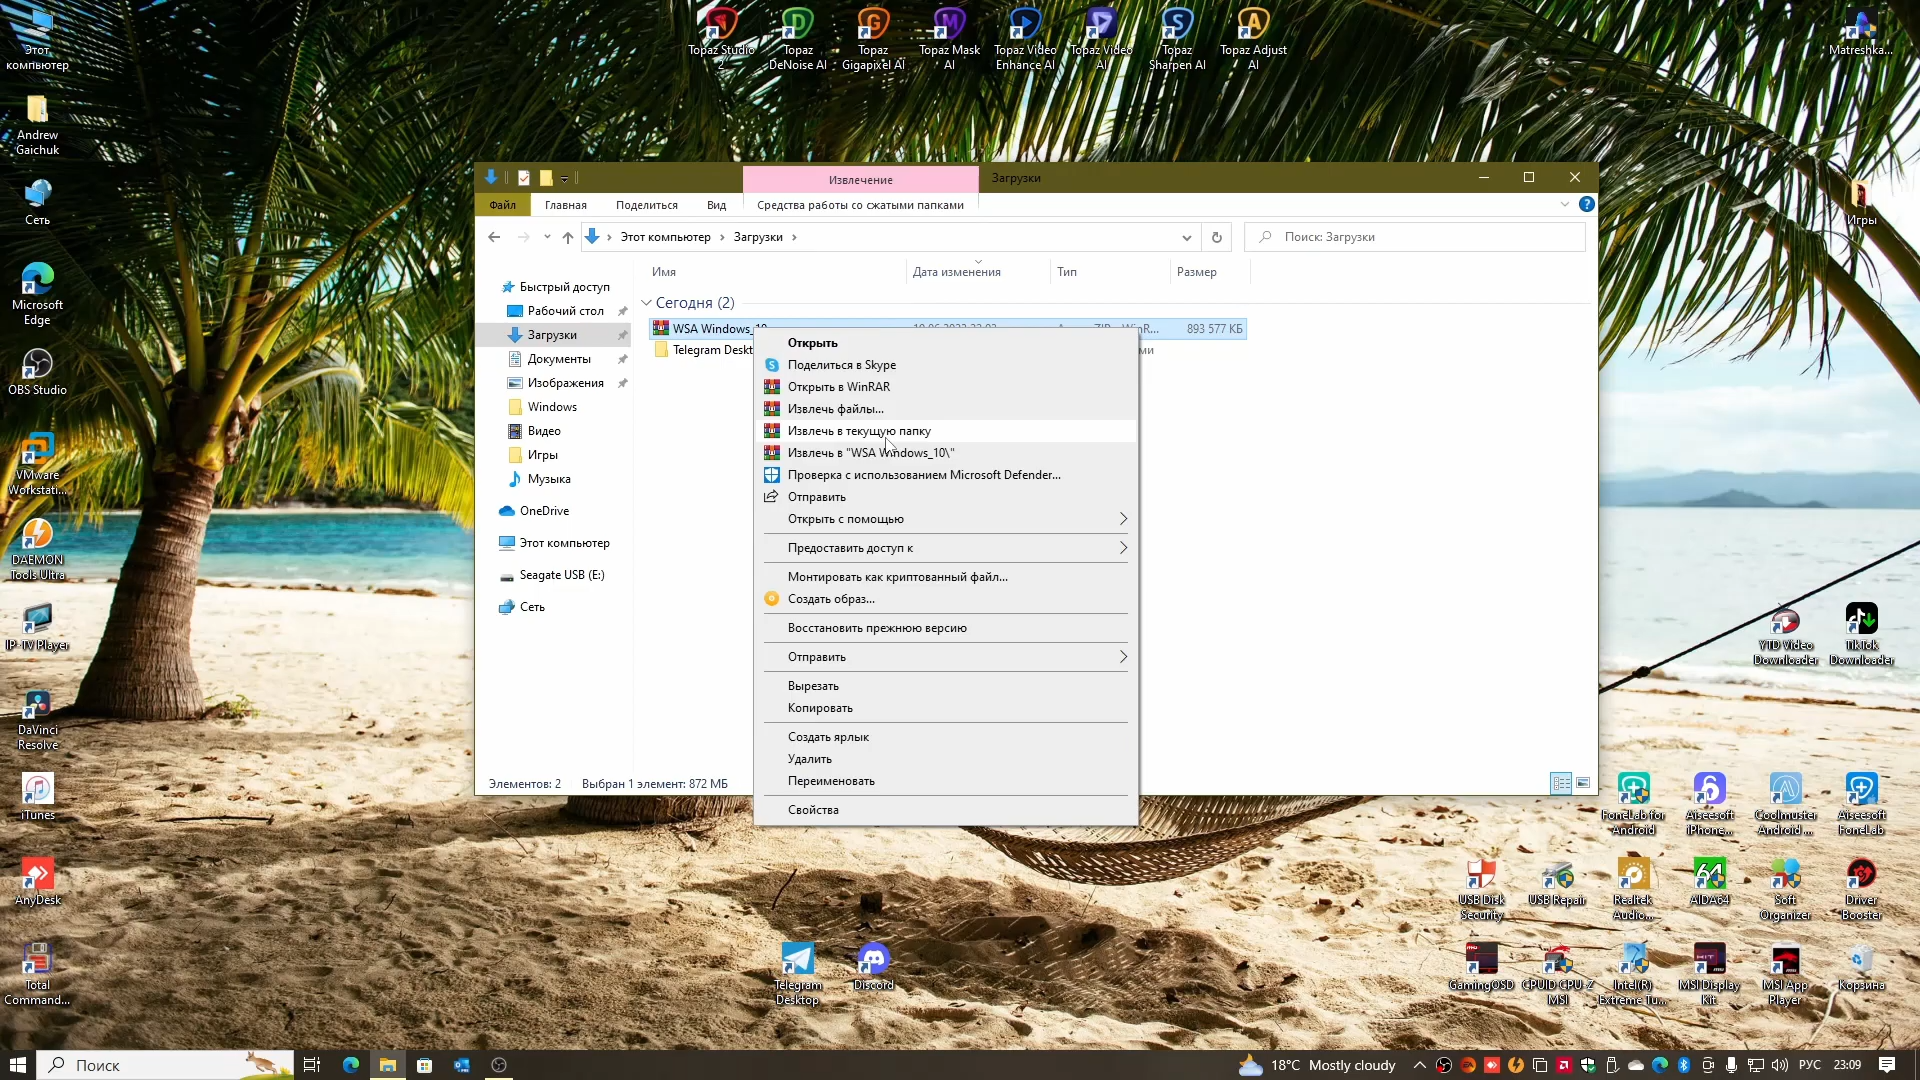 Этот
компьютер
Andrew
Gaichuk
Сеть
Microsoft
Edge
OBS Studio
VMware
Workstati...
DAEMON
Tools Ultra
IP-TV Player
DaVinci
Resolve
iTunes
AnyDesk
Total
Command...
Topaz Studio
2
Topaz
DeNoise AI
Topaz
Gigapixel AI
Topaz Mask
AI
Topaz Video
Enhance AI
Topaz Video
AI
Topaz
Sharpen AI
Topaz Adjust
AI
Matreshka...
Игры
Извлечение
Загрузки
Файл
Главная
Поделиться
Вид
Средства работы со сжатыми папками
Этот компьютер
Загрузки
Поиск: Загрузки
Имя
Дата изменения
Тип
Размер
Быстрый доступ
Рабочий стол
Загрузки
Документы
Изображения
Windows
Видео
Игры
Музыка
OneDrive
Этот компьютер
Seagate USB (E:)
Сеть
Сегодня (2)
WSA Windows_10
893 577 КБ
Telegram Deskt
ми
Открыть
Поделиться в Skype
Открыть в WinRAR
Извлечь файлы...
Извлечь в текущую папку
Извлечь в "WSA Windows_10\"
Проверка с использованием Microsoft Defender...
Отправить
Открыть с помощью
Предоставить доступ к
Монтировать как криптованный файл...
Создать образ...
Восстановить прежнюю версию
Отправить
Вырезать
Копировать
Создать ярлык
Удалить
Переименовать
Свойства
Элементов: 2
Выбран 1 элемент: 872 МБ
YTD Video
Downloader
TikTok
Downloader
FoneLab for
Android
Aiseesoft
iPhone...
Coolmuster
Android ...
Aiseesoft
FoneLab
USB Disk
Security
USB Repair
Realtek
Audio...
64
AIDA64
Soft
Organizer
Driver
Booster
GamingOSD
CPUID CPU-Z
MSI
Intel(R)
Extreme Tu...
MSI Display
Kit
MSI App
Player
Корзина
Telegram
Desktop
Discord
Поиск
18°C Mostly cloudy
РУС
23:09